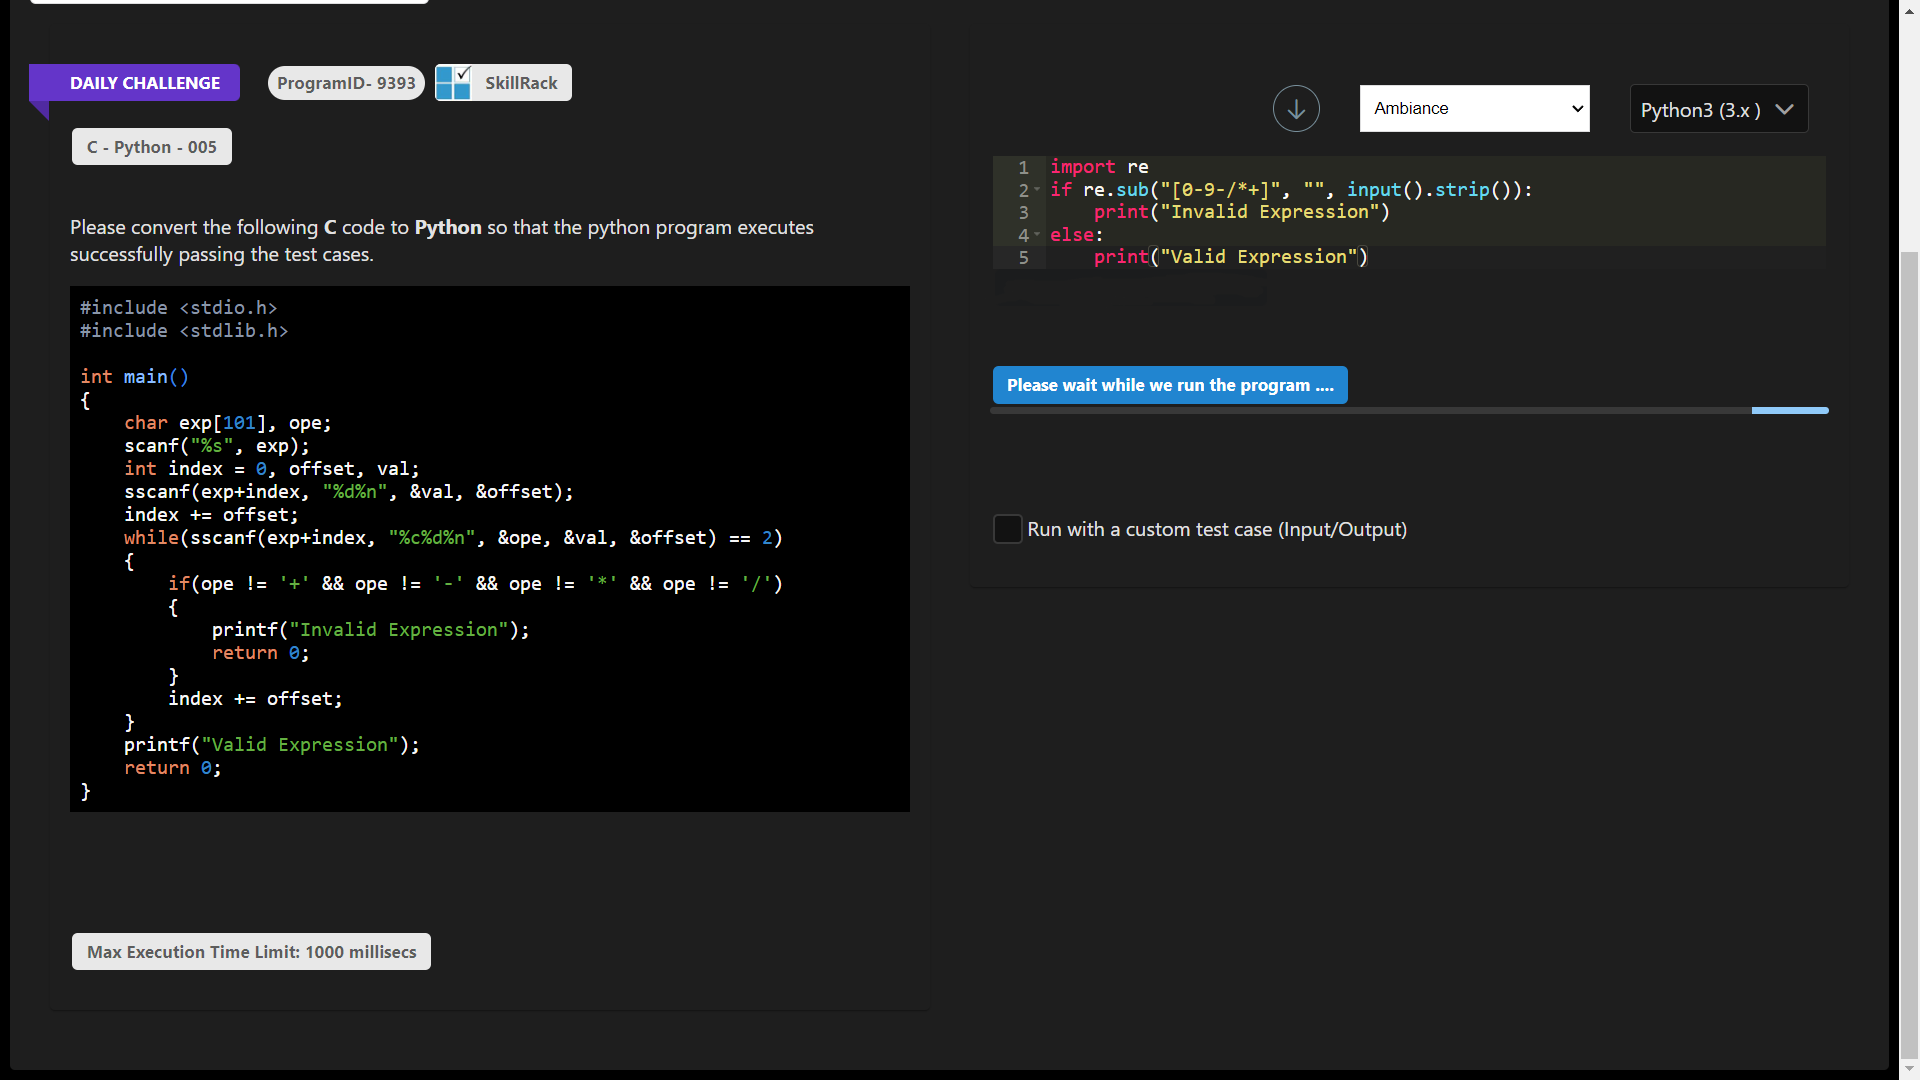 DAILY CHALLENGE
ProgramID- 9393
SkillRack
C - Python - 005
Please convert the following C code to Python so that the python program executes
successfully passing the test cases.
#include <stdio.h>
#include <stdlib.h>
int main()
{
    char exp[101], ope;
    scanf("%s", exp);
    int index = 0, offset, val;
    sscanf(exp+index, "%d%n", &val, &offset);
    index += offset;
    while(sscanf(exp+index, "%c%d%n", &ope, &val, &offset) == 2)
    {
        if(ope != '+' && ope != '-' && ope != '*' && ope != '/')
        {
            printf("Invalid Expression");
            return 0;
        }
        index += offset;
    }
    printf("Valid Expression");
    return 0;
}
Max Execution Time Limit: 1000 millisecs
Ambiance
Python3 (3.x )
1 import re
2 if re.sub("[0-9-/*+]", "", input().strip()):
3     print("Invalid Expression")
4 else:
5     print("Valid Expression")
Please wait while we run the program ....
Run with a custom test case (Input/Output)